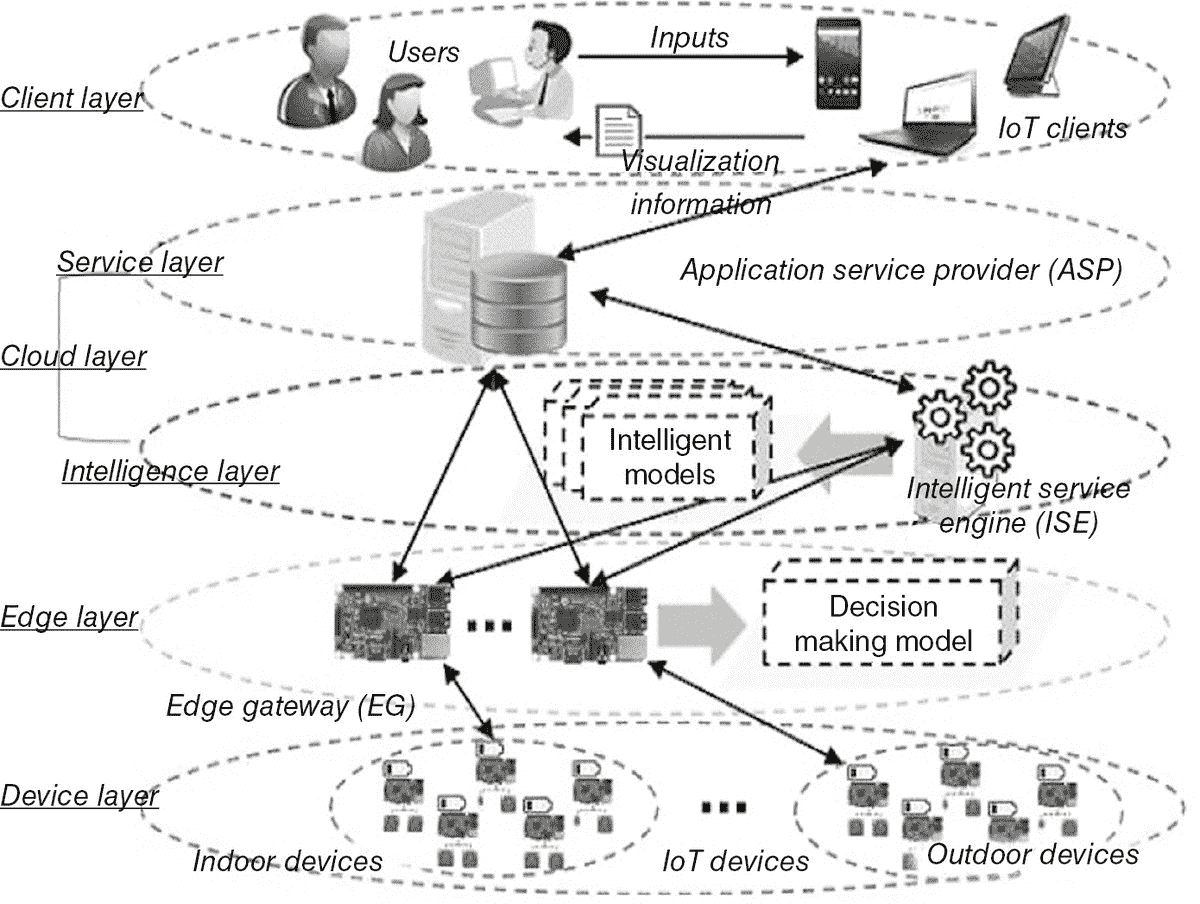 Users
Inputs
Client layer
IoT clients
Visualization
information
Service layer
Application service provider (ASP)
Cloud layer
Intelligent
models
Intelligence layer
Intelligent service
engine (ISE)
Edge layer
Decision
making model
Edge gateway (EG)
Device layer
Indoor devices
IoT devices
Outdoor devices